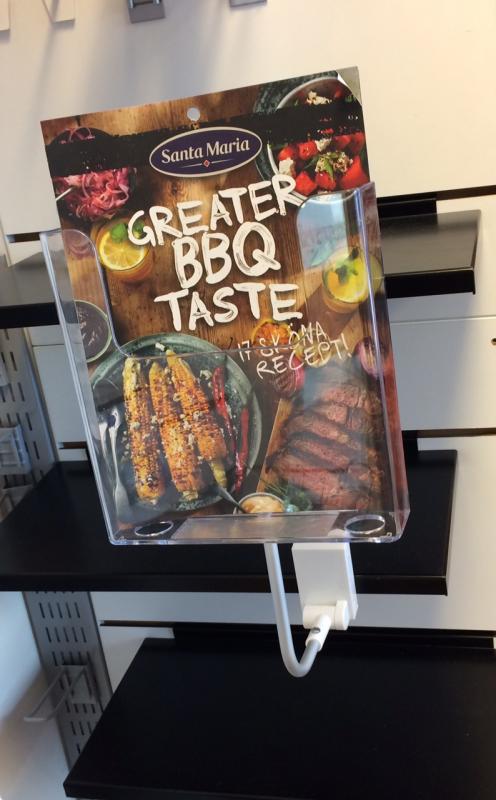 Santa Maria
GREATER
BBQ
TASTE
17 SKÖNA
RECEPT!